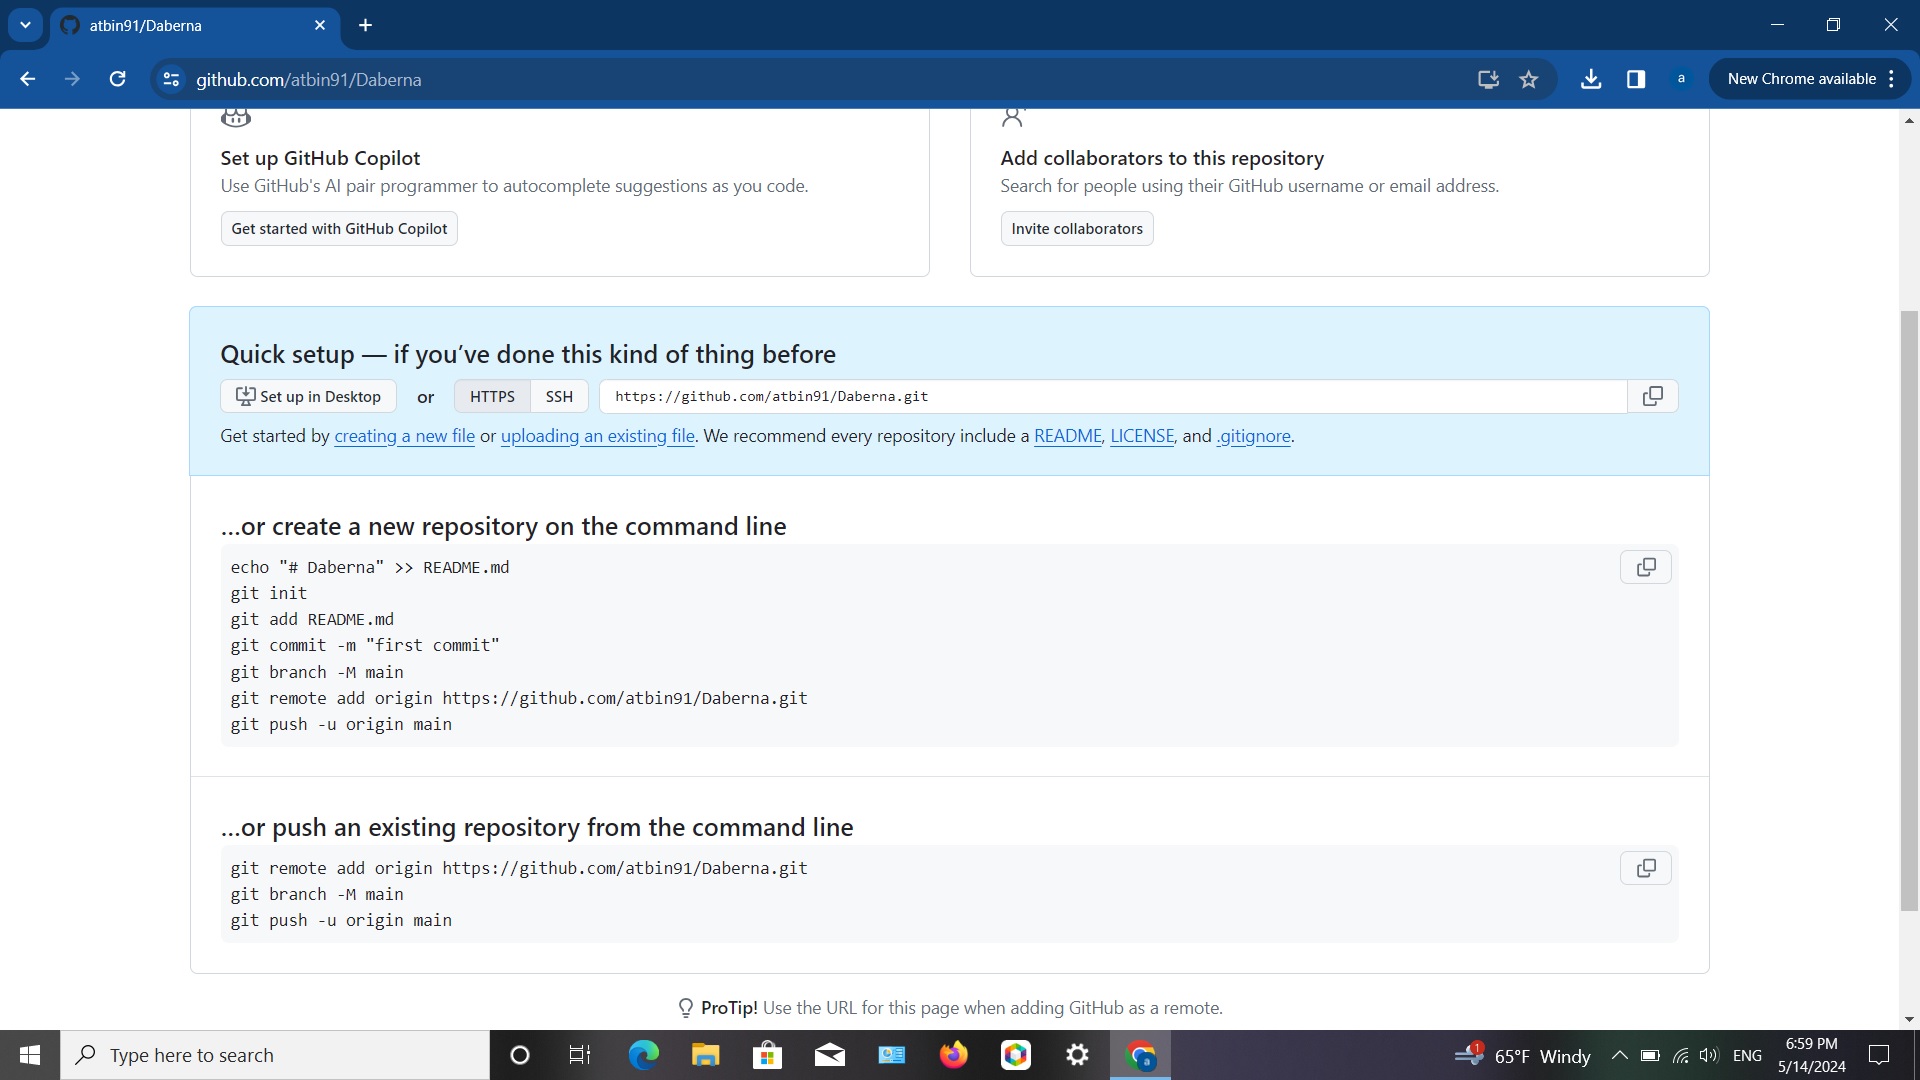 atbin91/Daberna
github.com/atbin91/Daberna
a
New Chrome available
Set up GitHub Copilot
Use GitHub's AI pair programmer to autocomplete suggestions as you code.
Get started with GitHub Copilot
Add collaborators to this repository
Search for people using their GitHub username or email address.
Invite collaborators
Quick setup — if you’ve done this kind of thing before
Set up in Desktop or HTTPS SSH https://github.com/atbin91/Daberna.git
Get started by creating a new file or uploading an existing file. We recommend every repository include a README, LICENSE, and .gitignore.
…or create a new repository on the command line
echo "# Daberna" >> README.md
git init
git add README.md
git commit -m "first commit"
git branch -M main
git remote add origin https://github.com/atbin91/Daberna.git
git push -u origin main
…or push an existing repository from the command line
git remote add origin https://github.com/atbin91/Daberna.git
git branch -M main
git push -u origin main
ProTip! Use the URL for this page when adding GitHub as a remote.
Type here to search
a
1
65°F Windy
ENG
6:59 PM
5/14/2024